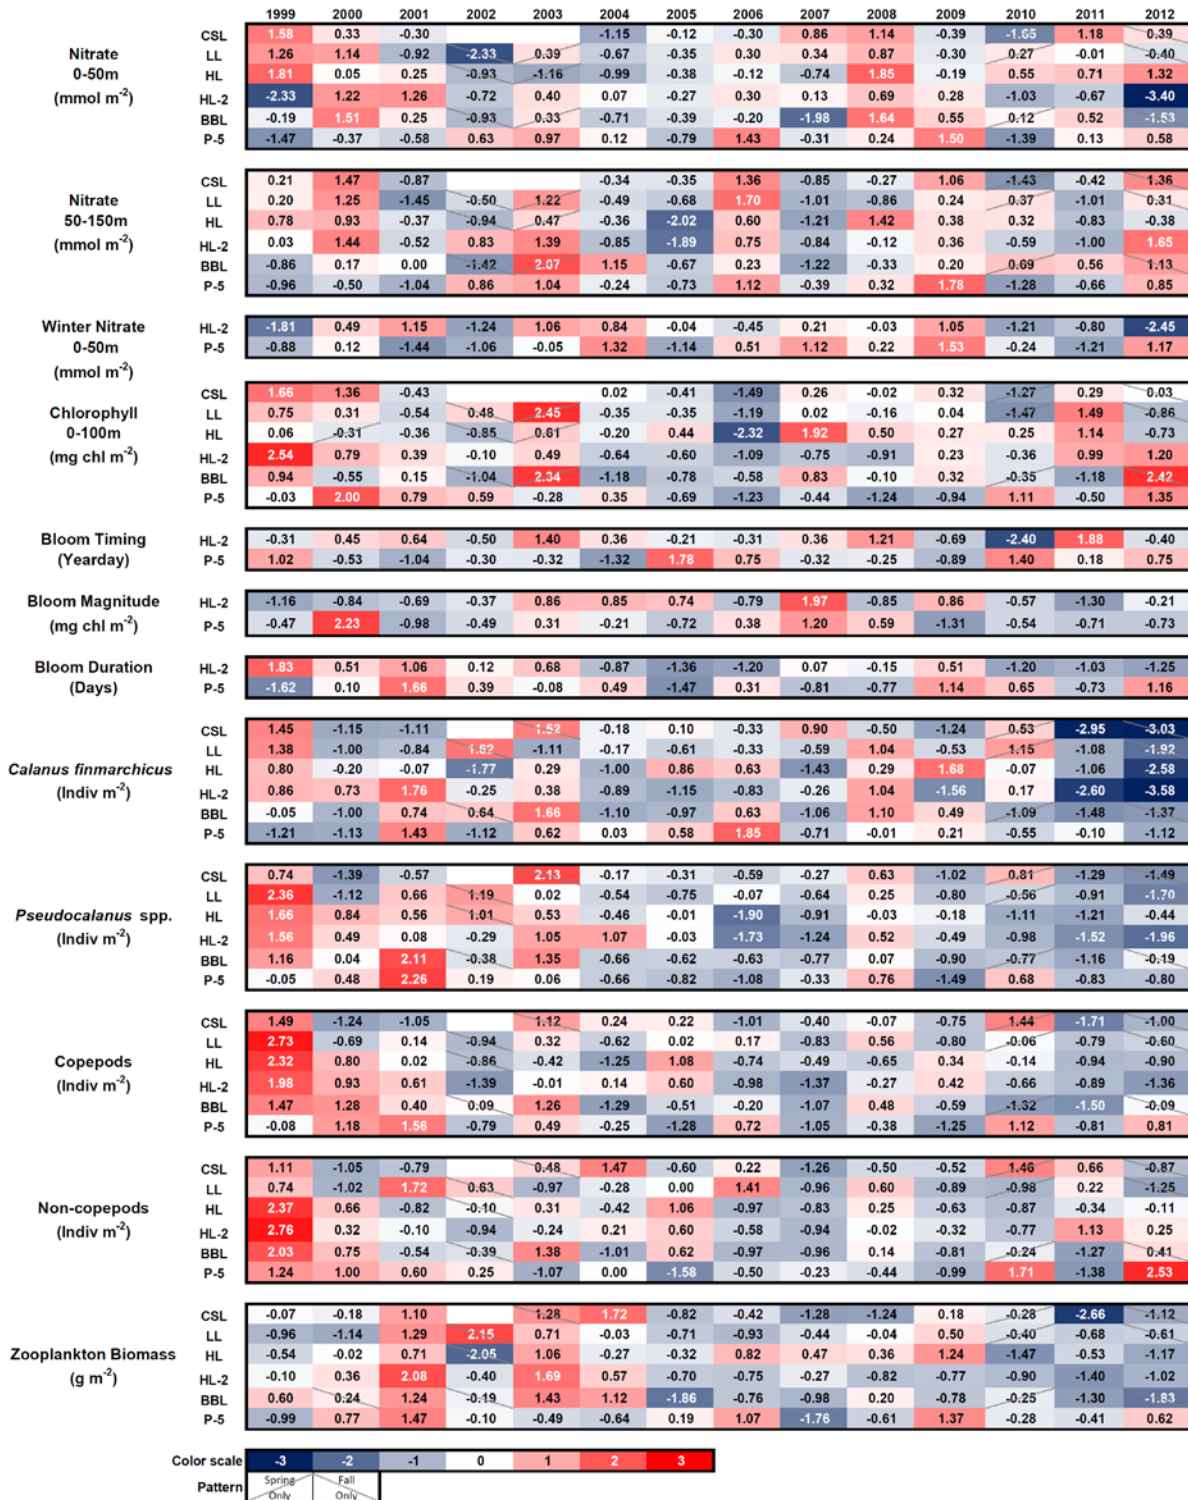 1999 2000 2001 2002 2003 2004 2005 2006 2007 2008 2009 2010 2011 2012
Nitrate
0-50m
(mmol m-2)
CSL 1.58 0.33 -0.30 -1.15 -0.12 -0.30 0.86 1.14 -0.39 -1.65 1.18 0.39
LL 1.26 1.14 -0.92 -2.33 0.39 -0.67 -0.35 0.30 0.34 0.87 -0.30 0.27 -0.01 -0.40
HL 1.81 0.05 0.25 -0.93 -1.16 -0.99 -0.38 -0.12 -0.74 1.85 -0.19 0.55 0.71 1.32
HL-2 -2.33 1.22 1.26 -0.72 0.40 0.07 -0.27 0.30 0.13 0.69 0.28 -1.03 -0.67 -3.40
BBL -0.19 1.51 0.25 -0.93 0.33 -0.71 -0.39 -0.20 -1.98 1.64 0.55 0.12 0.52 -1.53
P-5 -1.47 -0.37 -0.58 0.63 0.97 0.12 -0.79 1.43 -0.31 0.24 1.50 -1.39 0.13 0.58
Nitrate
50-150m
(mmol m-2)
CSL 0.21 1.47 -0.87 -0.34 -0.35 1.36 -0.85 -0.27 1.06 -1.43 -0.42 1.36
LL 0.20 1.25 -1.45 -0.50 1.22 -0.49 -0.68 1.70 -1.01 -0.86 0.24 0.37 -1.01 0.31
HL 0.78 0.93 -0.37 -0.94 0.47 -0.36 -2.02 0.60 -1.21 1.42 0.38 0.32 -0.83 -0.38
HL-2 0.03 1.44 -0.52 0.83 1.39 -0.85 -1.89 0.75 -0.84 -0.12 0.36 -0.59 -1.00 1.65
BBL -0.86 0.17 0.00 -1.42 2.07 1.15 -0.67 0.23 -1.22 -0.33 0.20 0.69 0.56 1.13
P-5 -0.96 -0.50 -1.04 0.86 1.04 -0.24 -0.73 1.12 -0.39 0.32 1.78 -1.28 -0.66 0.85
Winter Nitrate
0-50m
(mmol m-2)
HL-2 -1.81 0.49 1.15 -1.24 1.06 0.84 -0.04 -0.45 0.21 -0.03 1.05 -1.21 -0.80 -2.45
P-5 -0.88 0.12 -1.44 -1.06 -0.05 1.32 -1.14 0.51 1.12 0.22 1.53 -0.24 -1.21 1.17
Chlorophyll
0-100m
(mg chl m-2)
CSL 1.66 1.36 -0.43 0.02 -0.41 -1.49 0.26 -0.02 0.32 -1.27 0.29 0.03
LL 0.75 0.31 -0.54 0.48 2.45 -0.35 -0.35 -1.19 0.02 -0.16 0.04 -1.47 1.49 -0.86
HL 0.06 -0.31 -0.36 -0.85 0.61 -0.20 0.44 -2.32 1.92 0.50 0.27 0.25 1.14 -0.73
HL-2 2.54 0.79 0.39 -0.10 0.49 -0.64 -0.60 -1.09 -0.75 -0.91 0.23 -0.36 0.99 1.20
BBL 0.94 -0.55 0.15 -1.04 2.34 -1.18 -0.78 -0.58 0.83 -0.10 0.32 -0.35 -1.18 2.42
P-5 -0.03 2.00 0.79 0.59 -0.28 0.35 -0.69 -1.23 -0.44 -1.24 -0.94 1.11 -0.50 1.35
Bloom Timing
(Yearday)
HL-2 -0.31 0.45 0.64 -0.50 1.40 0.36 -0.21 -0.31 0.36 1.21 -0.69 -2.40 1.88 -0.40
P-5 1.02 -0.53 -1.04 -0.30 -0.32 -1.32 1.78 0.75 -0.32 -0.25 -0.89 1.40 0.18 0.75
Bloom Magnitude
(mg chl m-2)
HL-2 -1.16 -0.84 -0.69 -0.37 0.86 0.85 0.74 -0.79 1.97 -0.85 0.86 -0.57 -1.30 -0.21
P-5 -0.47 2.23 -0.98 -0.49 0.31 -0.21 -0.72 0.38 1.20 0.59 -1.31 -0.54 -0.71 -0.73
Bloom Duration
(Days)
HL-2 1.83 0.51 1.06 0.12 0.68 -0.87 -1.36 -1.20 0.07 -0.15 0.51 -1.20 -1.03 -1.25
P-5 -1.62 0.10 1.66 0.39 -0.08 0.49 -1.47 0.31 -0.81 -0.77 1.14 0.65 -0.73 1.16
Calanus finmarchicus
(Indiv m-2)
CSL 1.45 -1.15 -1.11 1.52 -0.18 0.10 -0.33 0.90 -0.50 -1.24 0.53 -2.95 -3.03
LL 1.38 -1.00 -0.84 1.62 -1.11 -0.17 -0.61 -0.33 -0.59 1.04 -0.53 1.15 -1.08 -1.92
HL 0.80 -0.20 -0.07 -1.77 0.29 -1.00 0.86 0.63 -1.43 0.29 1.68 -0.07 -1.06 -2.58
HL-2 0.86 0.73 1.76 -0.25 0.38 -0.89 -1.15 -0.83 -0.26 1.04 -1.56 0.17 -2.60 -3.58
BBL -0.05 -1.00 0.74 0.64 1.66 -1.10 -0.97 0.63 -1.06 1.10 0.49 -1.09 -1.48 -1.37
P-5 -1.21 -1.13 1.43 -1.12 0.62 0.03 0.58 1.85 -0.71 -0.01 0.21 -0.55 -0.10 -1.12
Pseudocalanus spp.
(Indiv m-2)
CSL 0.74 -1.39 -0.57 2.13 -0.17 -0.31 -0.59 -0.27 0.63 -1.02 0.81 -1.29 -1.49
LL 2.36 -1.12 0.66 1.19 0.02 -0.54 -0.75 -0.07 -0.64 0.25 -0.80 -0.56 -0.91 -1.70
HL 1.66 0.84 0.56 1.01 0.53 -0.46 -0.01 -1.90 -0.91 -0.03 -0.18 -1.11 -1.21 -0.44
HL-2 1.56 0.49 0.08 -0.29 1.05 1.07 -0.03 -1.73 -1.24 0.52 -0.49 -0.98 -1.52 -1.96
BBL 1.16 0.04 2.11 -0.38 1.35 -0.66 -0.62 -0.63 -0.77 0.07 -0.90 -0.77 -1.16 -0.19
P-5 -0.05 0.48 2.26 0.19 0.06 -0.66 -0.82 -1.08 -0.33 0.76 -1.49 0.68 -0.83 -0.80
Copepods
(Indiv m-2)
CSL 1.49 -1.24 -1.05 1.12 0.24 0.22 -1.01 -0.40 -0.07 -0.75 1.44 -1.71 -1.00
LL 2.73 -0.69 0.14 -0.94 0.32 -0.62 0.02 0.17 -0.83 0.56 -0.80 -0.06 -0.79 -0.60
HL 2.32 0.80 0.02 -0.86 -0.42 -1.25 1.08 -0.74 -0.49 -0.65 0.34 -0.14 -0.94 -0.90
HL-2 1.98 0.93 0.61 -1.39 -0.01 0.14 0.60 -0.98 -1.37 -0.27 0.42 -0.66 -0.89 -1.36
BBL 1.47 1.28 0.40 0.09 1.26 -1.29 -0.51 -0.20 -1.07 0.48 -0.59 -1.32 -1.50 -0.09
P-5 -0.08 1.18 1.56 -0.79 0.49 -0.25 -1.28 0.72 -1.05 -0.38 -1.25 1.12 -0.81 0.81
Non-copepods
(Indiv m-2)
CSL 1.11 -1.05 -0.79 0.48 1.47 -0.60 0.22 -1.26 -0.50 -0.52 1.46 0.66 -0.87
LL 0.74 -1.02 1.72 0.63 -0.97 -0.28 0.00 1.41 -0.96 0.60 -0.89 -0.98 0.22 -1.25
HL 2.37 0.66 -0.82 -0.10 0.31 -0.42 1.06 -0.97 -0.83 0.25 -0.63 -0.87 -0.34 -0.11
HL-2 2.76 0.32 -0.10 -0.94 -0.24 0.21 0.60 -0.58 -0.94 -0.02 -0.32 -0.77 1.13 0.25
BBL 2.03 0.75 -0.54 -0.39 1.38 -1.01 0.62 -0.97 -0.96 0.14 -0.81 -0.24 -1.27 0.41
P-5 1.24 1.00 0.60 0.25 -1.07 0.00 -1.58 -0.50 -0.23 -0.44 -0.99 1.71 -1.38 2.53
Zooplankton Biomass
(g m-2)
CSL -0.07 -0.18 1.10 1.28 1.72 -0.82 -0.42 -1.28 -1.24 0.18 -0.28 -2.66 -1.12
LL -0.96 -1.14 1.29 2.15 0.71 -0.03 -0.71 -0.93 -0.44 -0.04 0.50 -0.40 -0.68 -0.61
HL -0.54 -0.02 0.71 -2.05 1.06 -0.27 -0.32 0.82 0.47 0.36 1.24 -1.47 -0.53 -1.17
HL-2 -0.10 0.36 2.08 -0.40 1.69 0.57 -0.70 -0.75 -0.27 -0.82 -0.77 -0.90 -1.40 -1.02
BBL 0.60 0.24 1.24 -0.19 1.43 1.12 -1.86 -0.76 -0.98 0.20 -0.78 -0.25 -1.30 -1.83
P-5 -0.99 0.77 1.47 -0.10 -0.49 -0.64 0.19 1.07 -1.76 -0.61 1.37 -0.28 -0.41 0.62
Color scale -3 -2 -1 0 1 2 3
Pattern Spring Only Fall Only